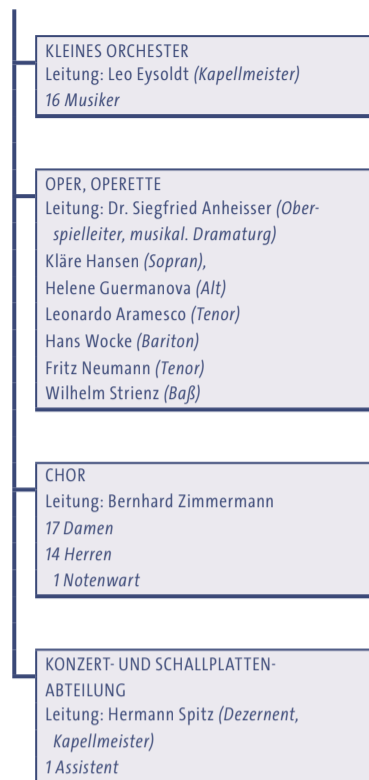 KLEINES ORCHESTER
Leitung: Leo Eysoldt (Kapellmeister)
16 Musiker
OPER, OPERETTE
Leitung: Dr. Siegfried Anheisser (Ober-
spielleiter, musikal. Dramaturg)
Kläre Hansen (Sopran),
Helene Guermanova (Alt)
Leonardo Aramesco (Tenor)
Hans Wocke (Bariton)
Fritz Neumann (Tenor)
Wilhelm Strienz (Baß)
CHOR
Leitung: Bernhard Zimmermann
17 Damen
14 Herren
1 Notenwart
KONZERT- UND SCHALLPLATTEN-
ABTEILUNG
Leitung: Hermann Spitz (Dezernent,
Kapellmeister)
1 Assistent